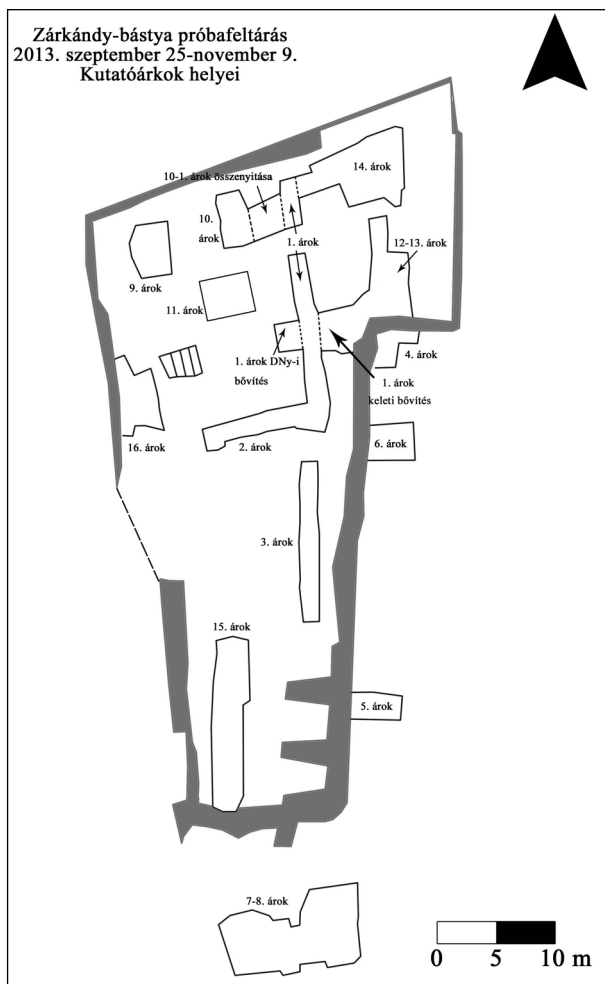 Zárkándy-bástya próbafeltárás
2013. szeptember 25-november 9.
Kutatóárkok helyei
10-1. árok összenyitása
14. árok
10.
árok
1. árok
12-13. árok
9. árok
11. árok
1. árok DNy-i
bővítés
4. árok
1. árok
keleti bővítés
16. árok
2. árok
6. árok
3. árok
15. árok
5. árok
7-8. árok
0 5 10 m